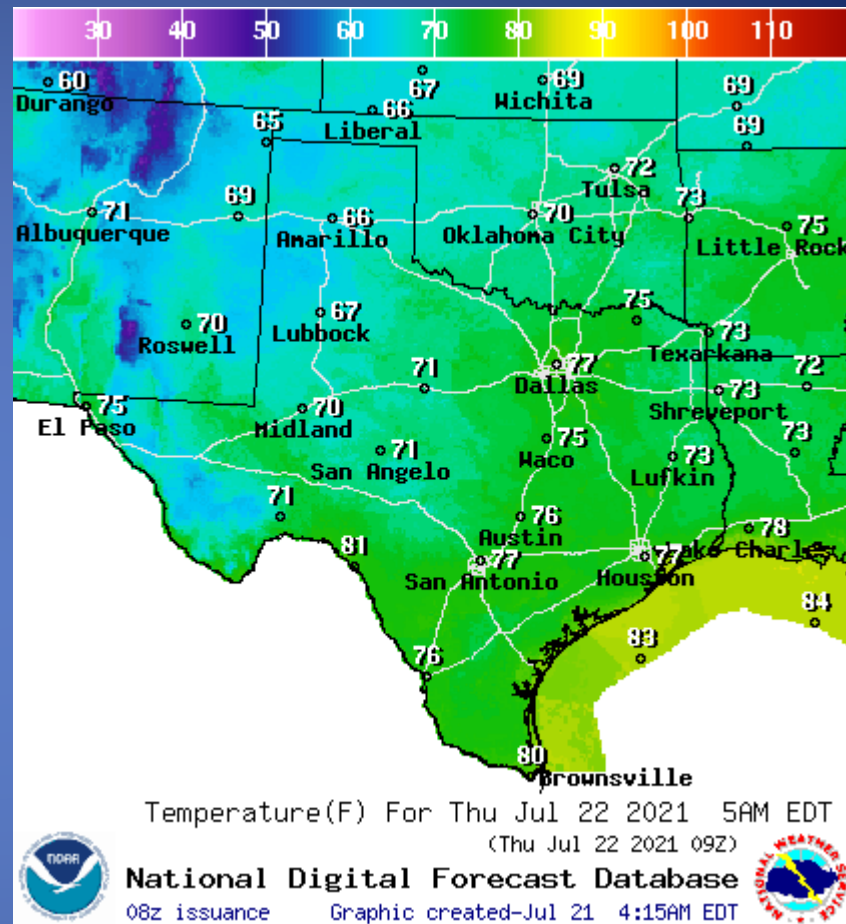 30 40 50 60 70 80 90 100 110
60
Durango
67
69
Wichita
69
66
Liberal
65
69
72
Tulsa
71
Albuquerque
69
66
Amarillo
70
Oklahoma City
73
75
Little Rock
70
Roswell
67
Lubbock
75
73
Texarkana
77
Dallas
71
72
73
Shreveport
75
El Paso
70
Midland
71
San Angelo
75
Waco
73
Lufkin
73
71
76
Austin
78
Lake Charles
81
77
San Antonio
77
Houston
84
83
76
80
Brownsville
Temperature(F) For Thu Jul 22 2021 5AM EDT
(Thu Jul 22 2021 09Z)
NOAA
NATIONAL WEATHER SERVICE
National Digital Forecast Database
08z issuance Graphic created-Jul 21 4:15AM EDT